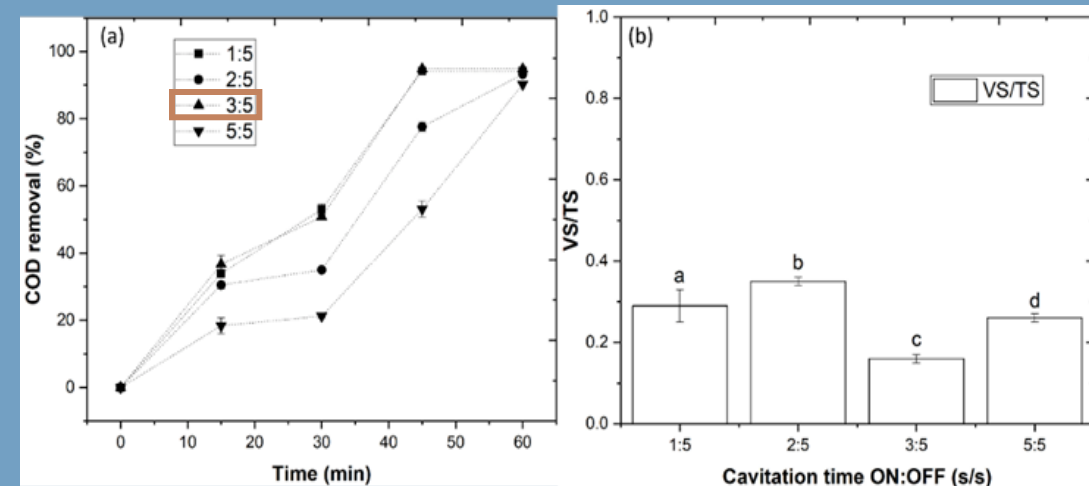 (a)
1:5
2:5
3:5
5:5
100
80
60
40
20
0
COD removal (%)
0 10 20 30 40 50 60
Time (min)
(b)
VS/TS
1.0
0.8
0.6
0.4
0.2
0.0
VS/TS
a
b
c
d
1:5 2:5 3:5 5:5
Cavitation time ON:OFF (s/s)